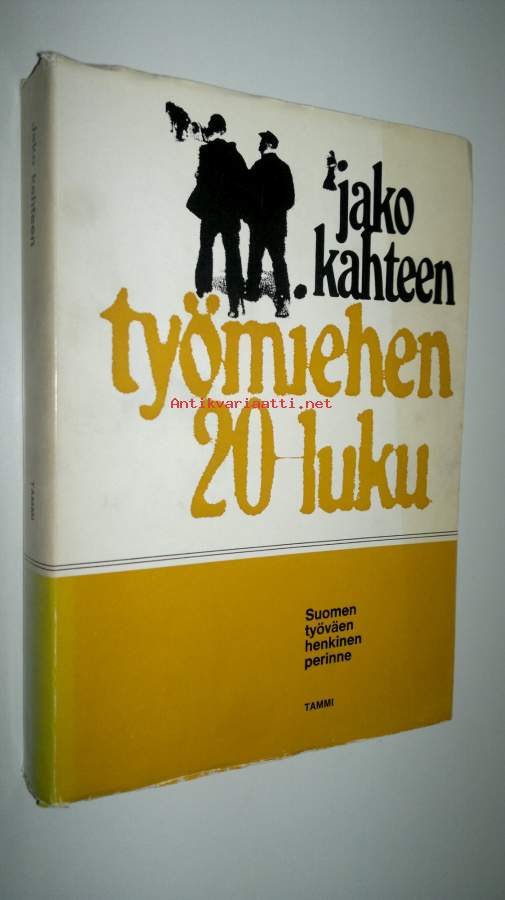 jako
kahteen
työmiehen
Antikvariaatti.net
20-luku
Suomen
työväen
henkinen
perinne
TAMMI
Jako kahteen
TAMMI